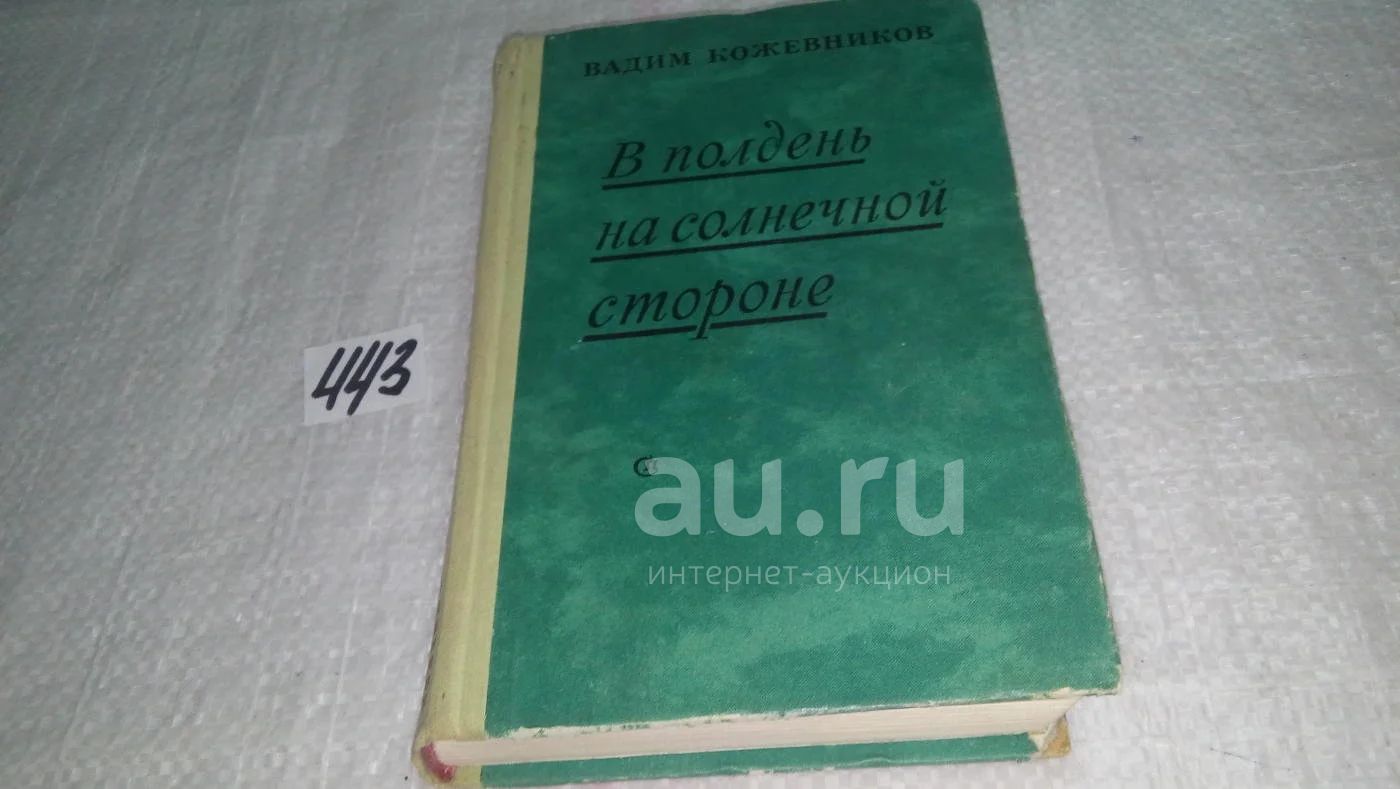 ВАДИМ КОЖЕВНИКОВ
В полдень
на солнечной
стороне
443
au.ru
интернет-аукцион